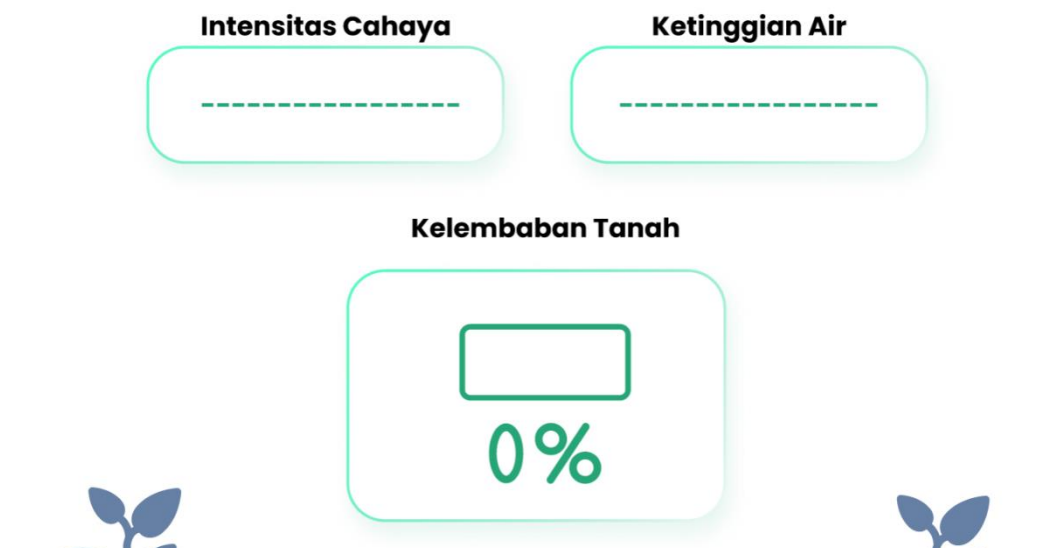 Intensitas Cahaya
Ketinggian Air
-----------------
-----------------
Kelembaban Tanah
0%